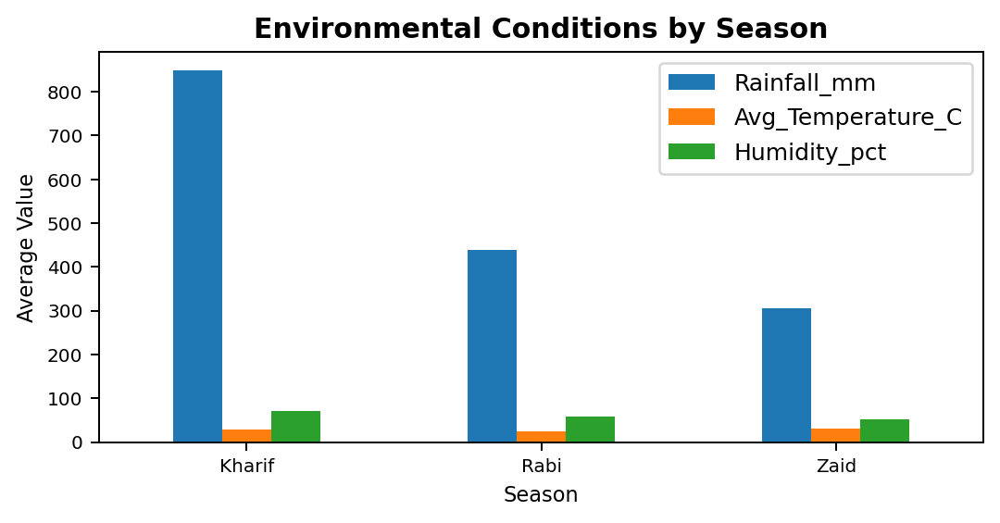 Environmental Conditions by Season
Rainfall_mm
Avg_Temperature_C
Humidity_pct
Average Value
800
700
600
500
400
300
200
100
0
Kharif
Rabi
Zaid
Season